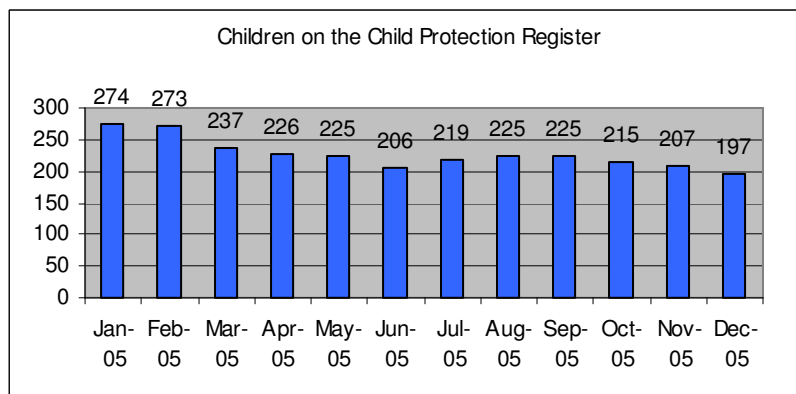 Children on the Child Protection Register
274 273 237 226 225 206 219 225 225 215 207 197
300
250
200
150
100
50
0
Jan- Feb- Mar- Apr- May- Jun- Jul- Aug- Sep- Oct- Nov- Dec-
05 05 05 05 05 05 05 05 05 05 05 05